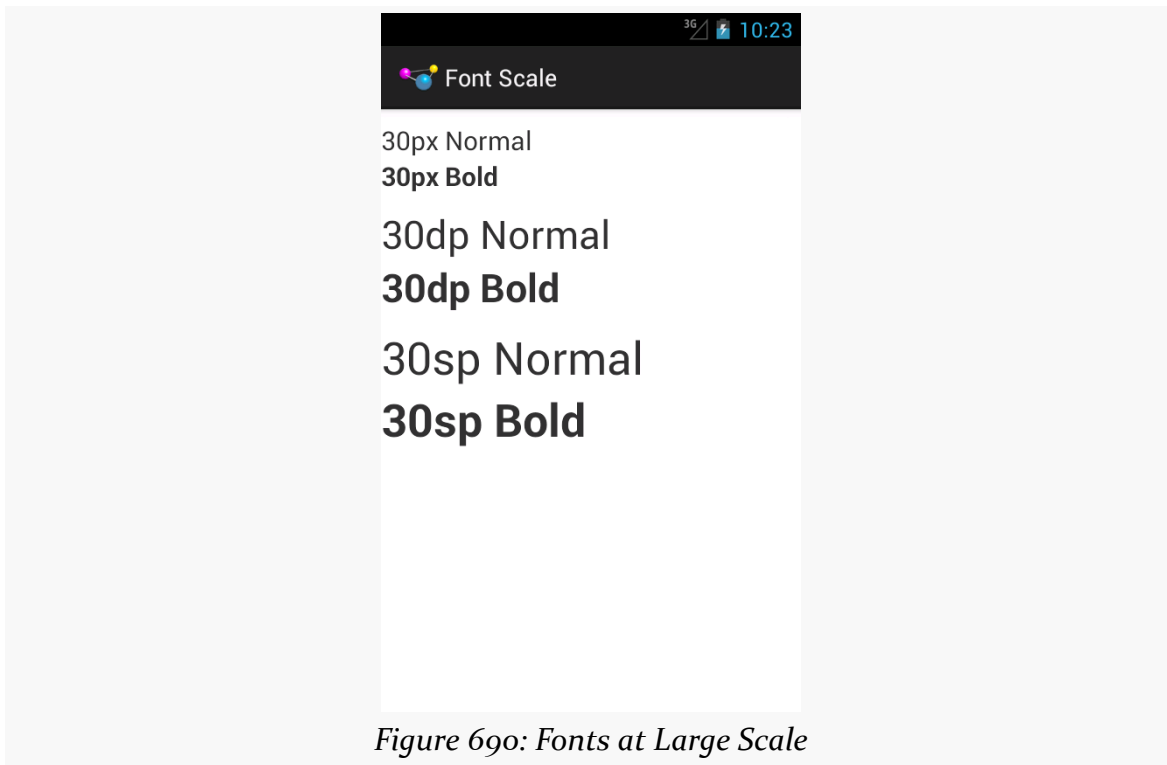 3G 10:23
Font Scale
30px Normal
30px Bold
30dp Normal
30dp Bold
30sp Normal
30sp Bold
Figure 690: Fonts at Large Scale